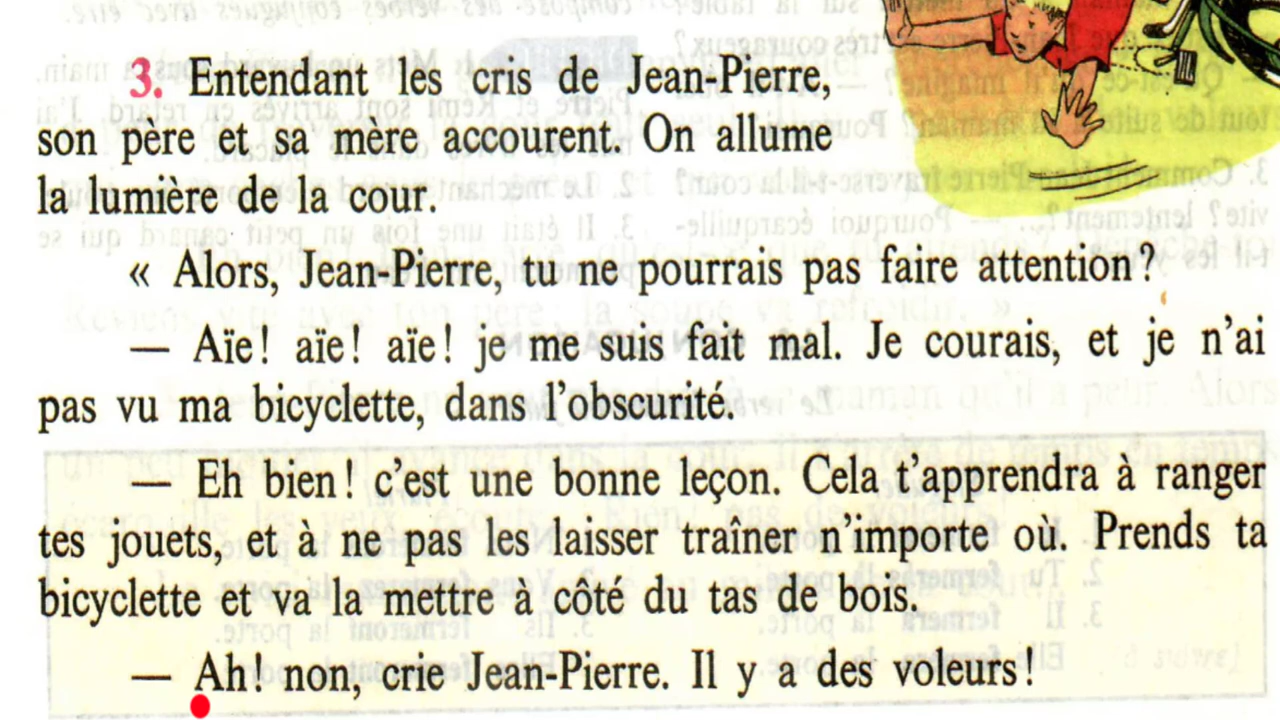 3. Entendant les cris de Jean-Pierre,
son père et sa mère accourent. On allume
la lumière de la cour.
« Alors, Jean-Pierre, tu ne pourrais pas faire attention?
— Aïe! aïe! aïe! je me suis fait mal. Je courais, et je n'ai
pas vu ma bicyclette, dans l'obscurité.
— Eh bien! c'est une bonne leçon. Cela t'apprendra à ranger
tes jouets, et à ne pas les laisser traîner n'importe où. Prends ta
bicyclette et va la mettre à côté du tas de bois.
— Ah! non, crie Jean-Pierre. Il y a des voleurs!